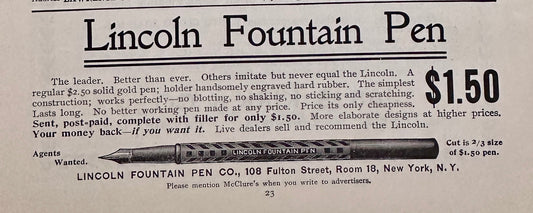 Lincoln Fountain Pen
The leader. Better than ever. Others imitate but never equal the Lincoln. A
regular $2.50 solid gold pen; holder handsomely engraved hard rubber. The simplest
construction; works perfectly—no blotting, no shaking, no sticking and scratching.
Lasts long. No better working pen made at any price. Price its only cheapness.
Sent, post-paid, complete with filler for only $1.50. More elaborate designs at higher prices.
Your money back—if you want it. Live dealers sell and recommend the Lincoln.
$1.50
Agents
Wanted.
LINCOLN FOUNTAIN PEN
Cut is 2/3 size
of $1.50 pen.
LINCOLN FOUNTAIN PEN CO., 108 Fulton Street, Room 18, New York, N. Y.
Please mention McClure's when you write to advertisers.
23